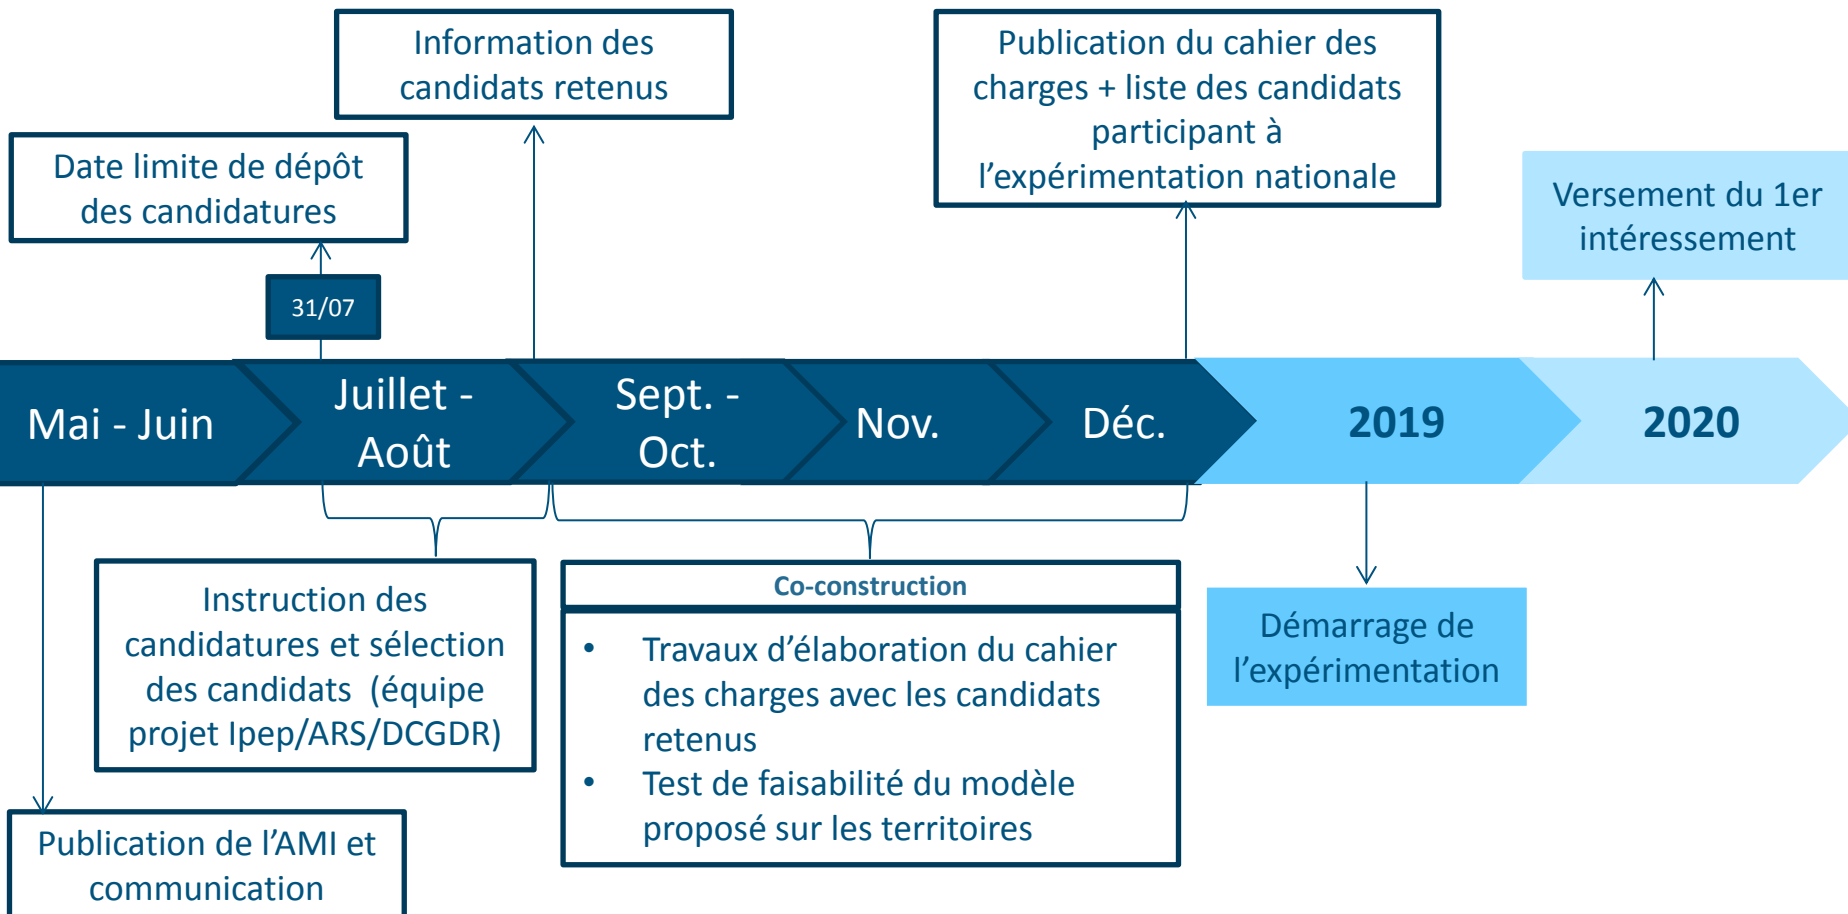 Information des
candidats retenus
Publication du cahier des
charges + liste des candidats
participant à
l’expérimentation nationale
Date limite de dépôt
des candidatures
Versement du 1er
intéressement
31/07
Mai - Juin
Juillet -
Août
Sept. -
Oct.
Nov.
Déc.
2019
2020
Instruction des
candidatures et sélection
des candidats  (équipe
projet Ipep/ARS/DCGDR)
Co-construction
• Travaux d’élaboration du cahier
des charges avec les candidats
retenus
• Test de faisabilité du modèle
proposé sur les territoires
Démarrage de
l’expérimentation
Publication de l’AMI et
communication